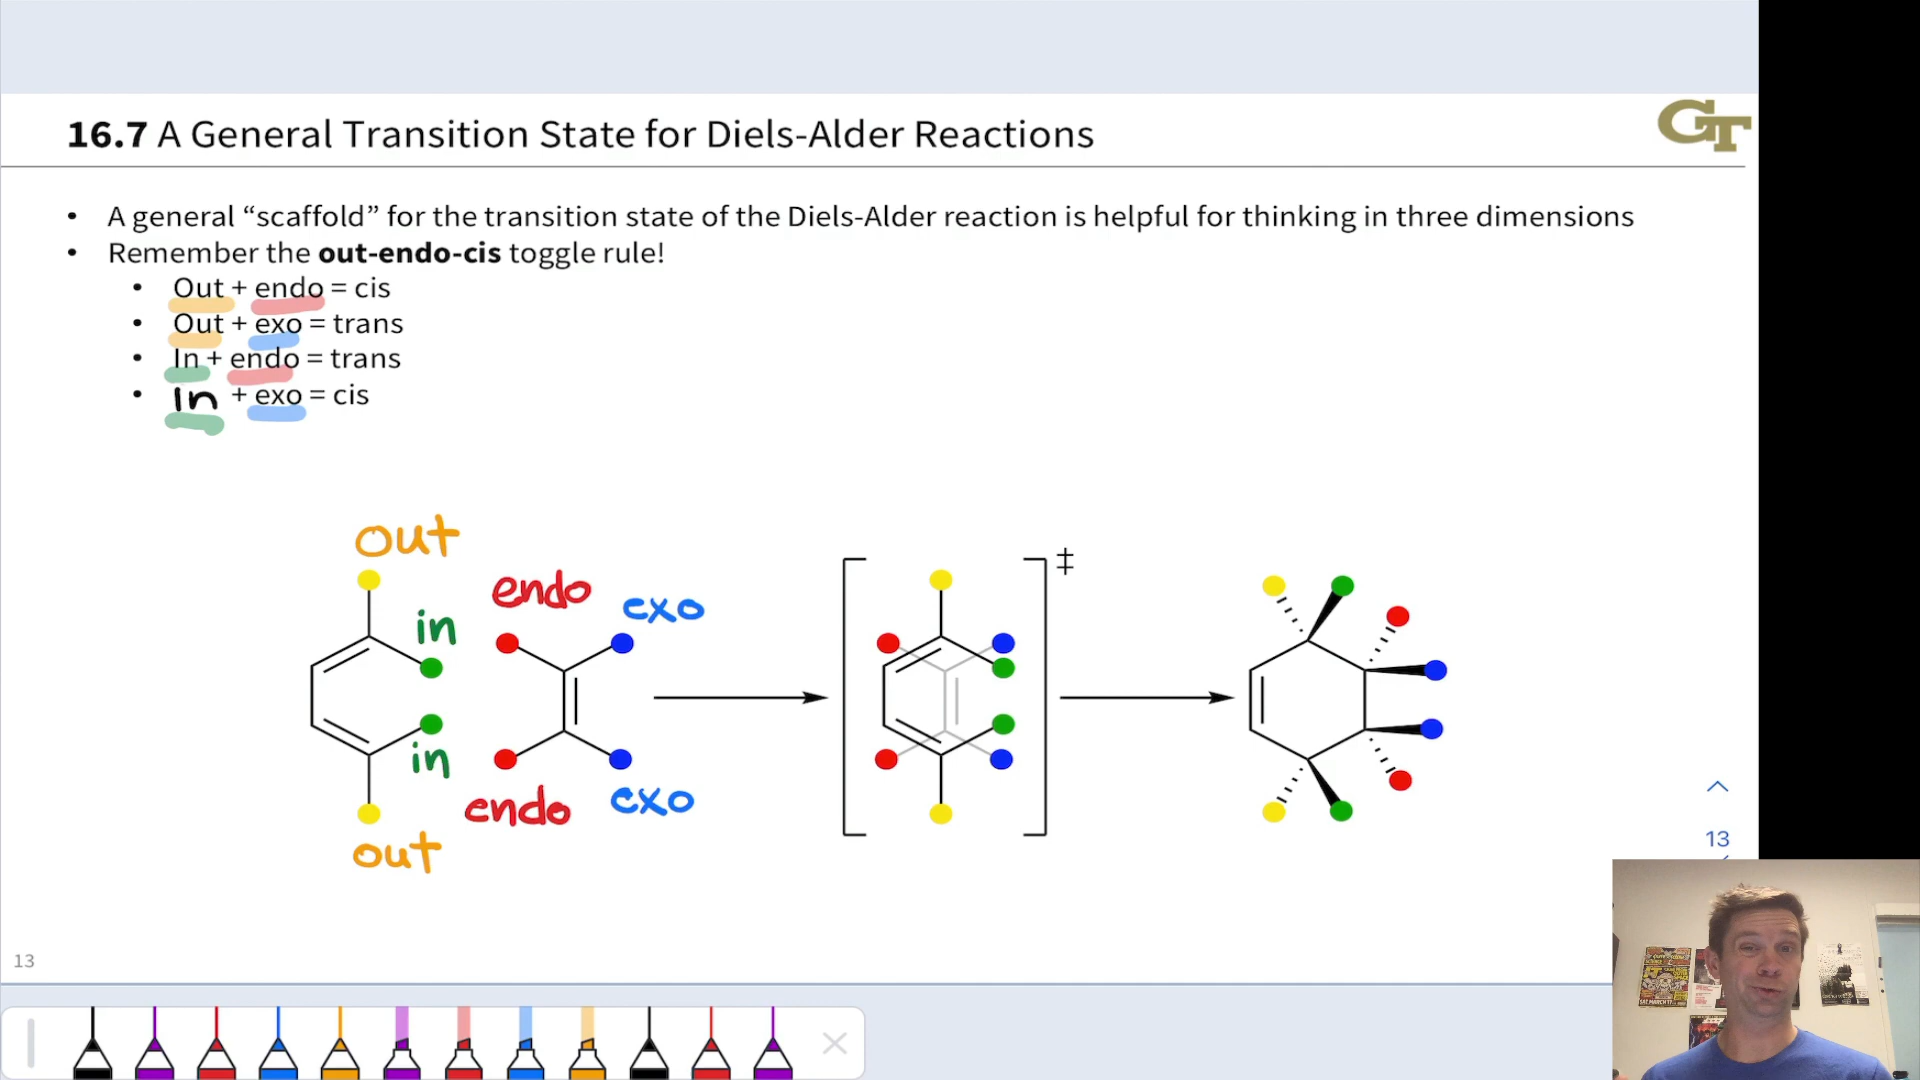 16.7 A General Transition State for Diels-Alder Reactions
GT
• A general “scaffold” for the transition state of the Diels-Alder reaction is helpful for thinking in three dimensions
• Remember the out-endo-cis toggle rule!
• Out + endo = cis
• Out + exo = trans
• In + endo = trans
• In + exo = cis
out
endo
exo
in
‡
in
endo
exo
out
13
13